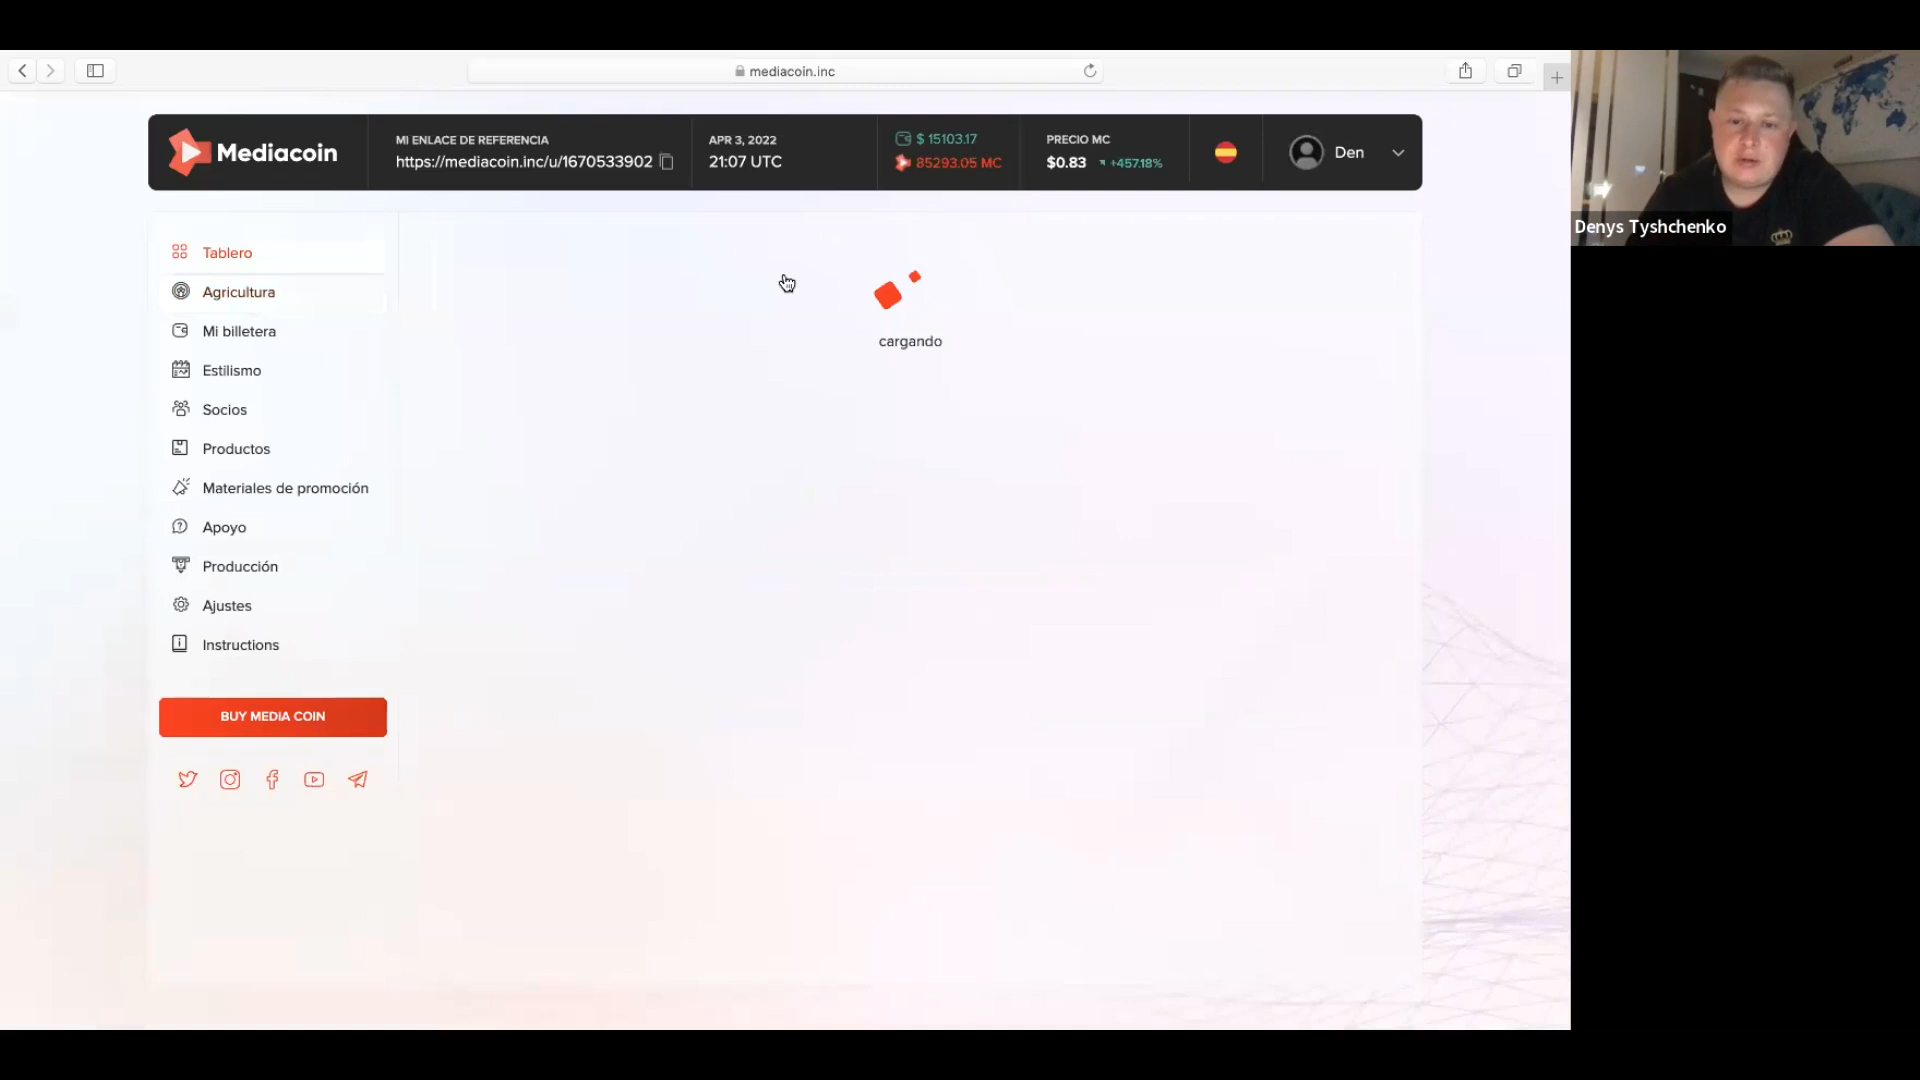 mediacoin.inc
Mediacoin
MI ENLACE DE REFERENCIA
https://mediacoin.inc/u/1670533902
APR 3, 2022
21:07 UTC
$ 15103.17
85293.05 MC
PRECIO MC
$0.83 +457.18%
Den
Denys Tyshchenko
Tablero
Agricultura
Mi billetera
Estilismo
Socios
Productos
Materiales de promoción
Apoyo
Producción
Ajustes
Instructions
BUY MEDIA COIN
cargando